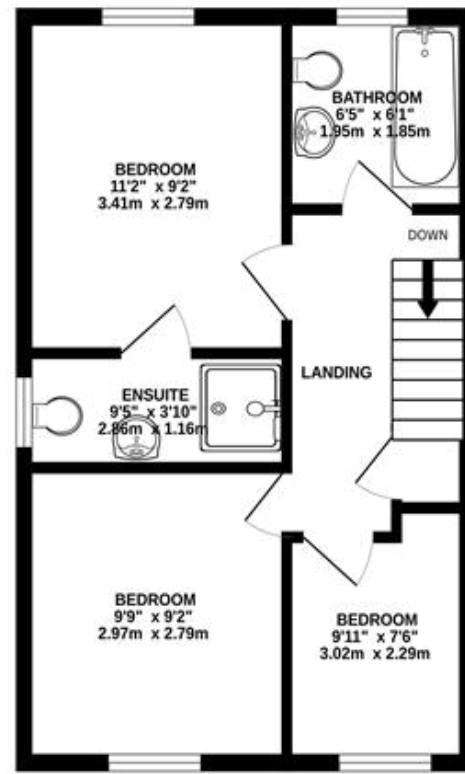 BATHROOM
6'5" x 6'1"
1.95m x 1.85m
BEDROOM
11'2" x 9'2"
3.41m x 2.79m
DOWN
LANDING
ENSUITE
9'5" x 3'10"
2.86m x 1.16m
BEDROOM
9'9" x 9'2"
2.97m x 2.79m
BEDROOM
9'11" x 7'6"
3.02m x 2.29m